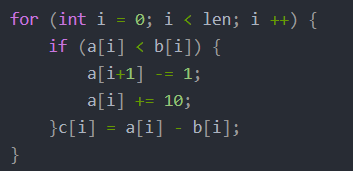 for (int i = 0; i < len; i ++) {
    if (a[i] < b[i]) {
        a[i+1] -= 1;
        a[i] += 10;
    }c[i] = a[i] - b[i];
}